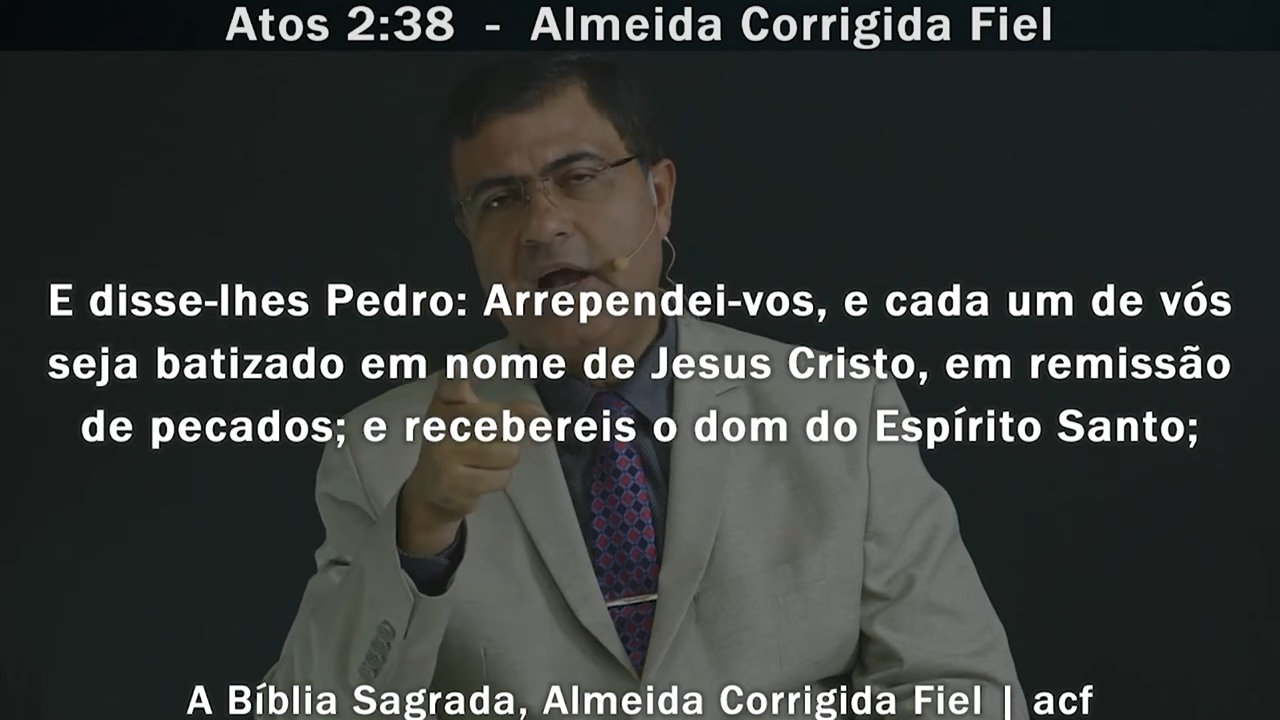 Atos 2:38 - Almeida Corrigida Fiel
E disse-lhes Pedro: Arrependei-vos, e cada um de vós
seja batizado em nome de Jesus Cristo, em remissão
de pecados; e recebereis o dom do Espírito Santo;
A Bíblia Sagrada, Almeida Corrigida Fiel | acf